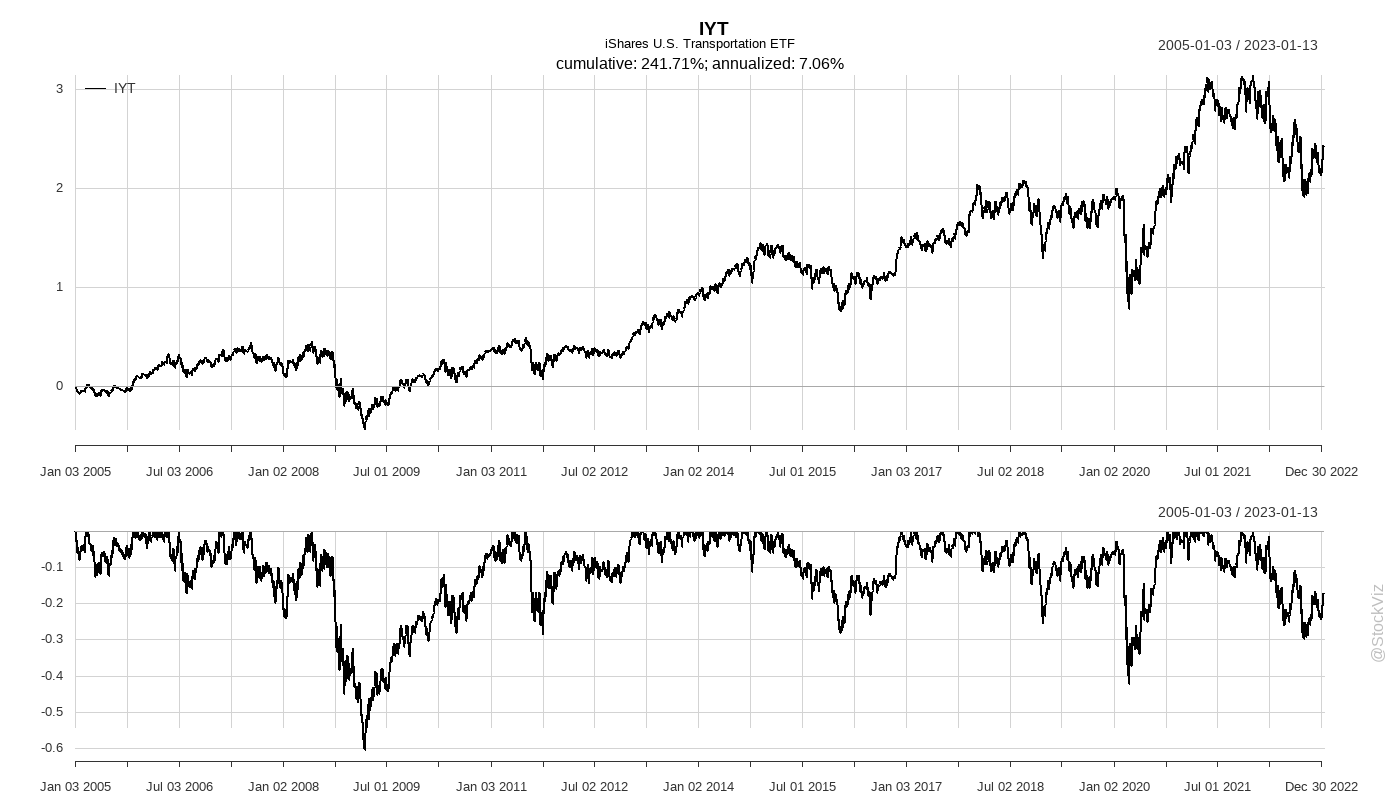 IYT
iShares U.S. Transportation ETF
cumulative: 241.71%; annualized: 7.06%
2005-01-03 / 2023-01-13
IYT
3
2
1
0
Jan 03 2005 Jul 03 2006 Jan 02 2008 Jul 01 2009 Jan 03 2011 Jul 02 2012 Jan 02 2014 Jul 01 2015 Jan 03 2017 Jul 02 2018 Jan 02 2020 Jul 01 2021 Dec 30 2022
2005-01-03 / 2023-01-13
-0.1
-0.2
-0.3
-0.4
-0.5
-0.6
Jan 03 2005 Jul 03 2006 Jan 02 2008 Jul 01 2009 Jan 03 2011 Jul 02 2012 Jan 02 2014 Jul 01 2015 Jan 03 2017 Jul 02 2018 Jan 02 2020 Jul 01 2021 Dec 30 2022
@StockViz